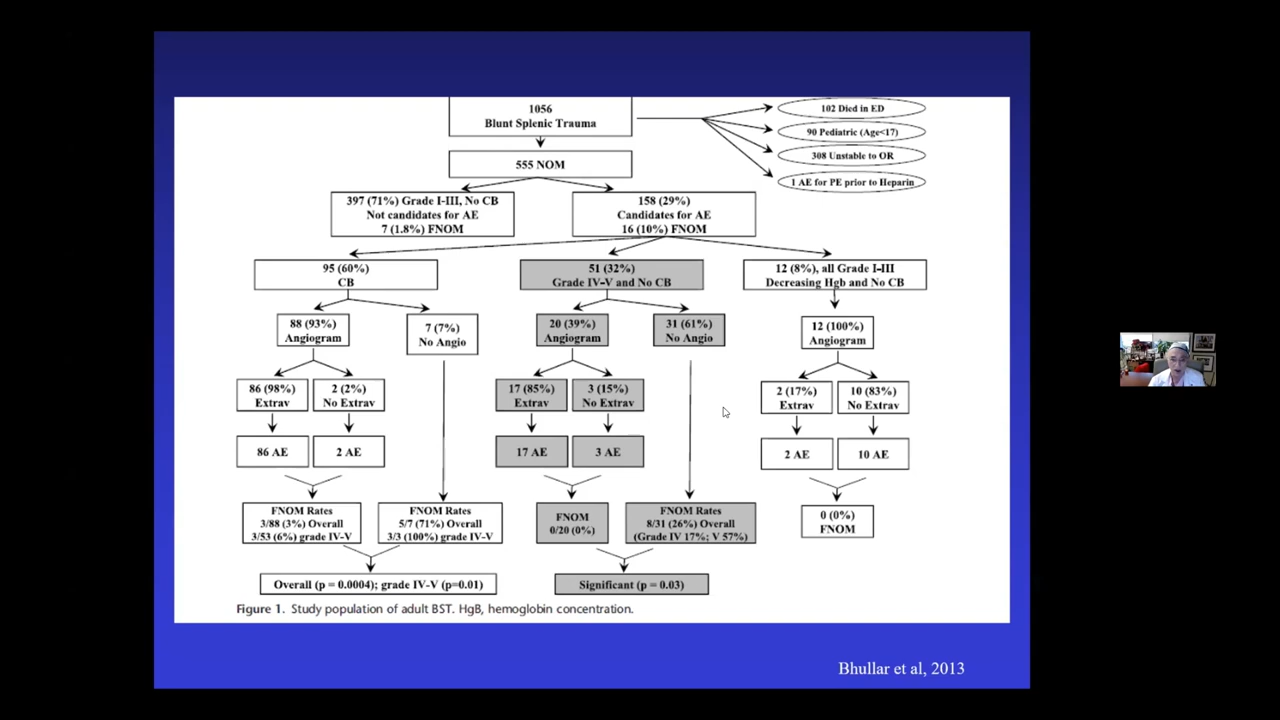 1056
Blunt Splenic Trauma
102 Died in ED
90 Pediatric (Age<17)
308 Unstable to OR
1 AE for PE prior to Heparin
555 NOM
397 (71%) Grade I-III, No CB
Not candidates for AE
7 (1.8%) FNOM
158 (29%)
Candidates for AE
16 (10%) FNOM
95 (60%)
CB
51 (32%)
Grade IV-V and No CB
12 (8%), all Grade I-III
Decreasing Hgb and No CB
88 (93%)
Angiogram
7 (7%)
No Angio
20 (39%)
Angiogram
31 (61%)
No Angio
12 (100%)
Angiogram
86 (98%)
Extrav
2 (2%)
No Extrav
17 (85%)
Extrav
3 (15%)
No Extrav
2 (17%)
Extrav
10 (83%)
No Extrav
86 AE
2 AE
17 AE
3 AE
2 AE
10 AE
FNOM Rates
3/88 (3%) Overall
3/53 (6%) grade IV-V
FNOM Rates
5/7 (71%) Overall
3/3 (100%) grade IV-V
FNOM
0/20 (0%)
FNOM Rates
8/31 (26%) Overall
(Grade IV 17%; V 57%)
0 (0%)
FNOM
Overall (p = 0.0004); grade IV-V (p=0.01)
Significant (p = 0.03)
Figure 1. Study population of adult BST. HgB, hemoglobin concentration.
Bhullar et al, 2013